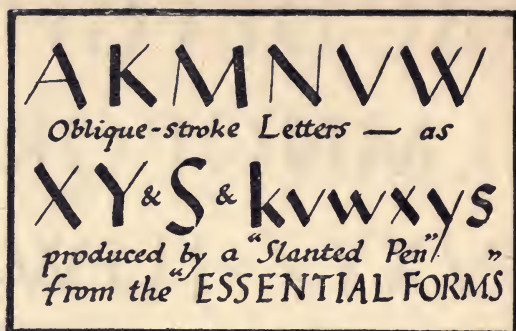 AKMNVW
Oblique-stroke Letters — as
XY & S & kvwxys
produced by a "Slanted Pen"
from the "ESSENTIAL FORMS"